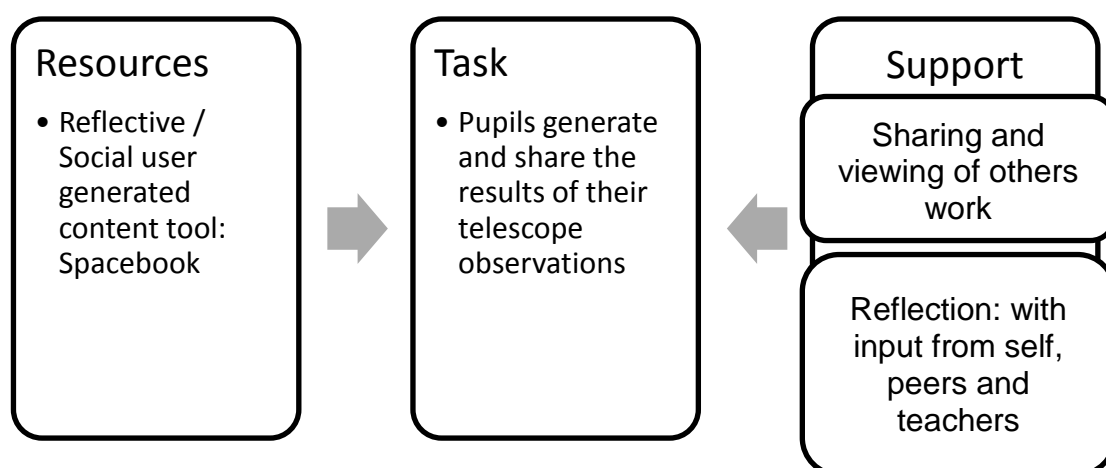 Resources
• Reflective /
Social user
generated
content tool:
Spacebook
Task
• Pupils generate
and share the
results of their
telescope
observations
Support
Sharing and
viewing of others
work
Reflection: with
input from self,
peers and
teachers